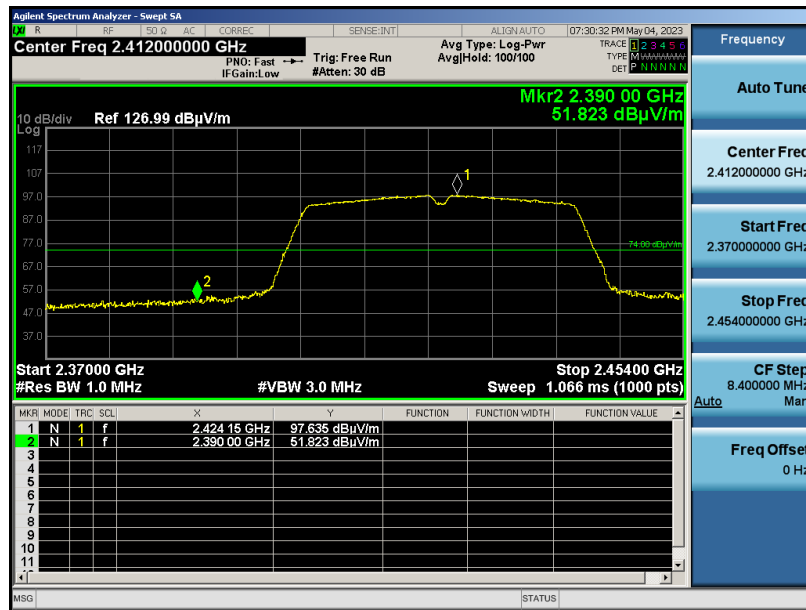 Agilent Spectrum Analyzer - Swept SA
LXI R RF 50 Ω AC CORREC SENSE:INT ALIGN AUTO 07:30:32 PM May 04, 2023
Center Freq 2.412000000 GHz
PNO: Fast
IFGain:Low
Trig: Free Run
#Atten: 30 dB
Avg Type: Log-Pwr
Avg|Hold: 100/100
TRACE 1 2 3 4 5 6
TYPE M WWWWW
DET P N N N N N
Mkr2 2.390 00 GHz
51.823 dBµV/m
10 dB/div Ref 126.99 dBµV/m
Log
117
107
97.0
87.0
77.0
67.0
57.0
47.0
37.0
1
74.00 dBµV/m
2
Start 2.37000 GHz Stop 2.45400 GHz
#Res BW 1.0 MHz #VBW 3.0 MHz Sweep 1.066 ms (1000 pts)
MKR MODE TRC SCL X Y FUNCTION FUNCTION WIDTH FUNCTION VALUE
1 N 1 f 2.424 15 GHz 97.635 dBµV/m
2 N 1 f 2.390 00 GHz 51.823 dBµV/m
3
4
5
6
7
8
9
10
11
MSG STATUS
Frequency
Auto Tune
Center Freq
2.412000000 GHz
Start Freq
2.370000000 GHz
Stop Freq
2.454000000 GHz
CF Step
8.400000 MHz
Auto Man
Freq Offset
0 Hz